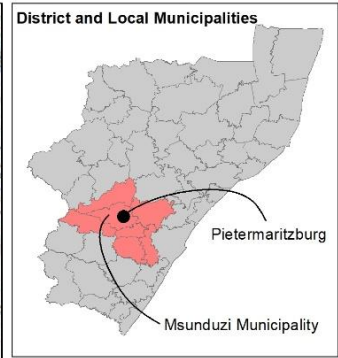 District and Local Municipalities
Pietermaritzburg
Msunduzi Municipality